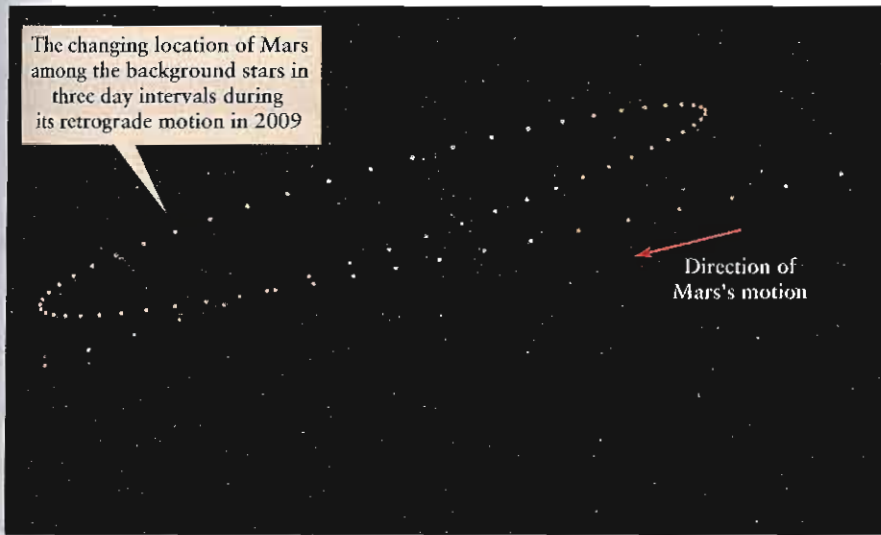 The changing location of Mars
among the background stars in
three day intervals during
its retrograde motion in 2009
Direction of
Mars's motion